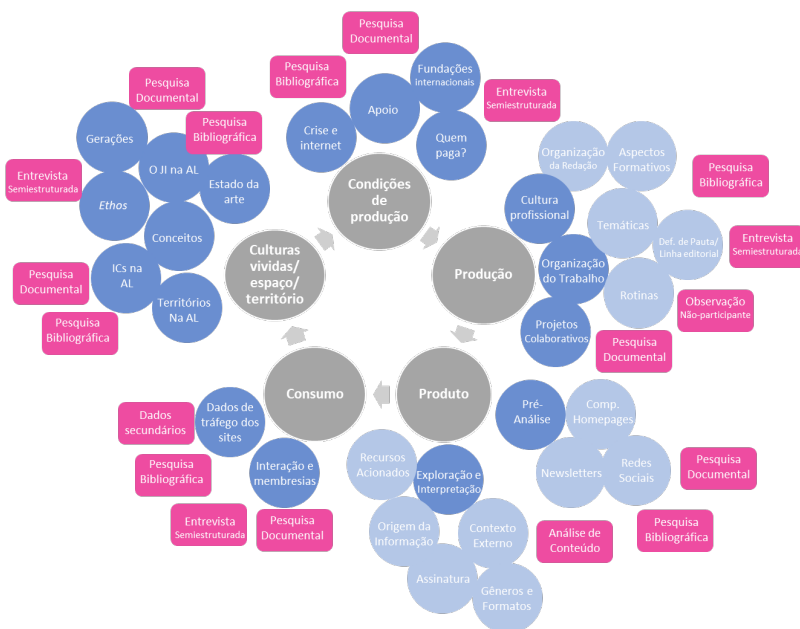 Pesquisa
Documental
Pesquisa
Bibliográfica
Fundações
internacionais
Apoio
Entrevista
Semiestruturada
Crise e
internet
Quem
paga?
Condições
de
produção
Pesquisa
Documental
Pesquisa
Bibliográfica
Gerações
O JI na AL
Entrevista
Semiestruturada
Estado da
arte
Ethos
Conceitos
Pesquisa
Documental
ICs na
AL
Territórios
Na AL
Pesquisa
Bibliográfica
Culturas
vividas/
espaço/
território
Organização
da Redação
Aspectos
Formativos
Pesquisa
Bibliográfica
Cultura
profissional
Temáticas
Def. de Pauta/
Linha editorial
Entrevista
Semiestruturada
Produção
Organização
do Trabalho
Rotinas
Observação
Não-participante
Projetos
Colaborativos
Pesquisa
Documental
Consumo
Produto
Pré-
Análise
Comp.
Homepages
Newsletters
Redes
Sociais
Pesquisa
Documental
Pesquisa
Bibliográfica
Dados
secundários
Dados de
tráfego dos
sites
Pesquisa
Bibliográfica
Interação e
membresias
Entrevista
Semiestruturada
Pesquisa
Documental
Recursos
Acionados
Exploração e
Interpretação
Origem da
Informação
Contexto
Externo
Análise de
Conteúdo
Assinatura
Gêneros e
Formatos